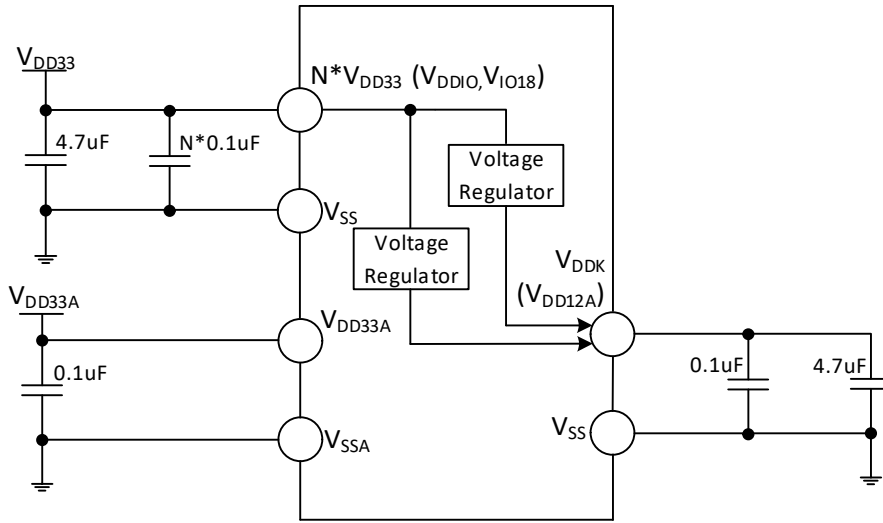 VDD33
N*VDD33 (VDDIO,VIO18)
4.7uF
N*0.1uF
Voltage
Regulator
VSS
Voltage
Regulator
VDDK
(VDD12A)
VDD33A
VDD33A
0.1uF
0.1uF
4.7uF
VSSA
VSS